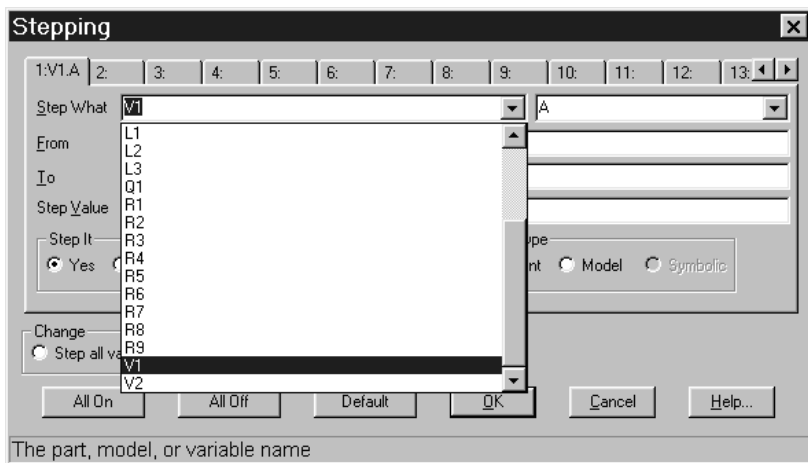 Stepping
1:V1.A 2: 3: 4: 5: 6: 7: 8: 9: 10: 11: 12: 13:
Step What V1 A
L1
From
L2
L3
To
Q1
R1
Step Value
R2
Step It
R3
R4
Yes Model Symbolic
R5
R6
R7
Change
R8
Step all
R9
V1
V2
All On All Off Default OK Cancel Help...
The part, model, or variable name